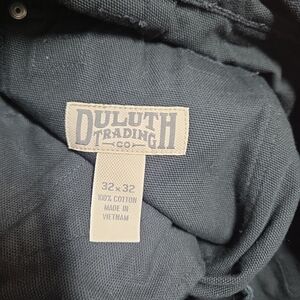 DULUTH
TRADING
CO
32x32
100% COTTON
MADE IN
VIETNAM